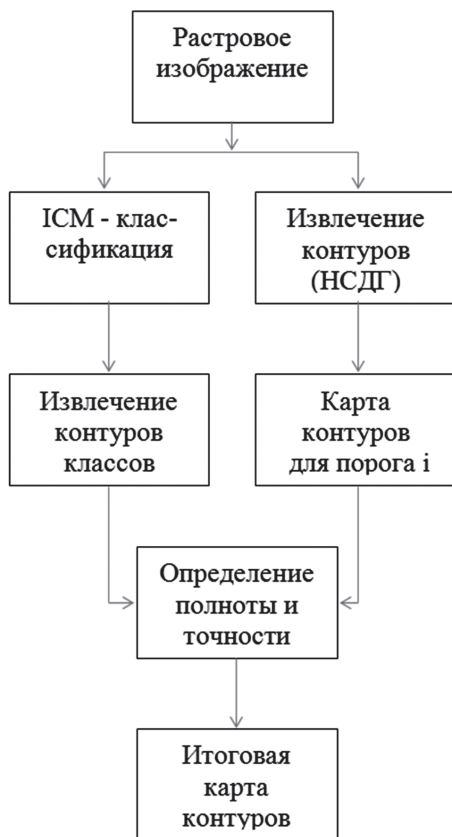 Растровое
изображение
ICM - клас-
сификация
Извлечение
контуров
(НСДГ)
Извлечение
контуров
классов
Карта
контуров
для порога i
Определение
полноты и
точности
Итоговая
карта
контуров